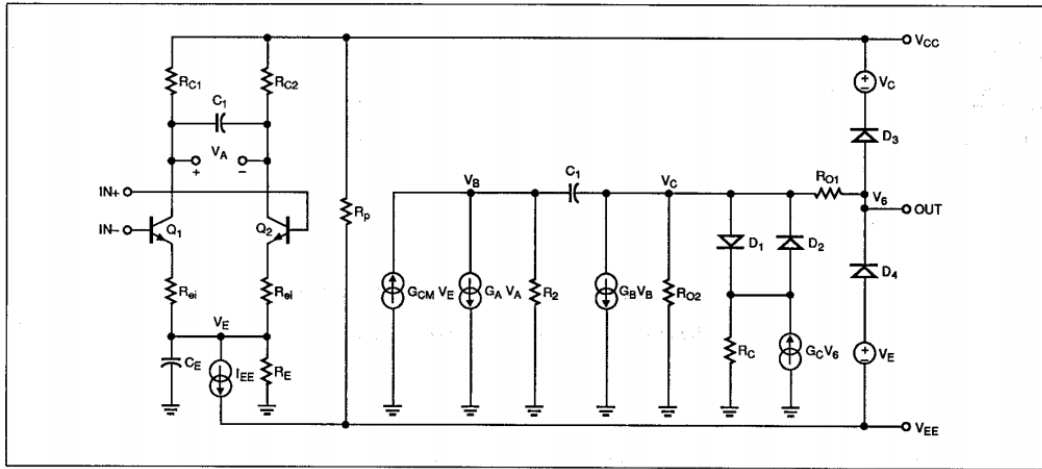 V_CC
R_C1
R_C2
V_C
+
−
C_1
D_3
V_A
+
−
V_B
C_1
V_C
R_O1
V_6
OUT
IN+
IN−
Q_1
Q_2
R_P
D_1
D_2
D_4
R_ei
R_ei
G_CM V_E
G_A V_A
R_2
G_B V_B
R_O2
V_E
R_C
G_C V_6
+
−
V_E
C_E
I_EE
R_E
V_EE